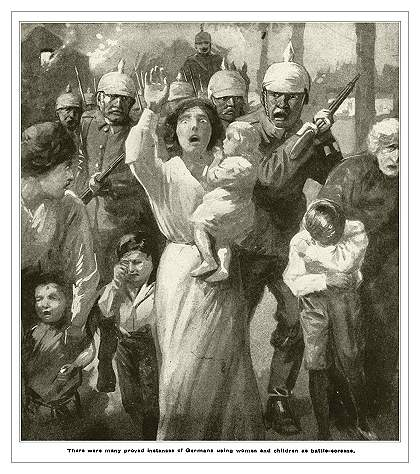 There were many proved instances of Germans using women and children as battle-screens.